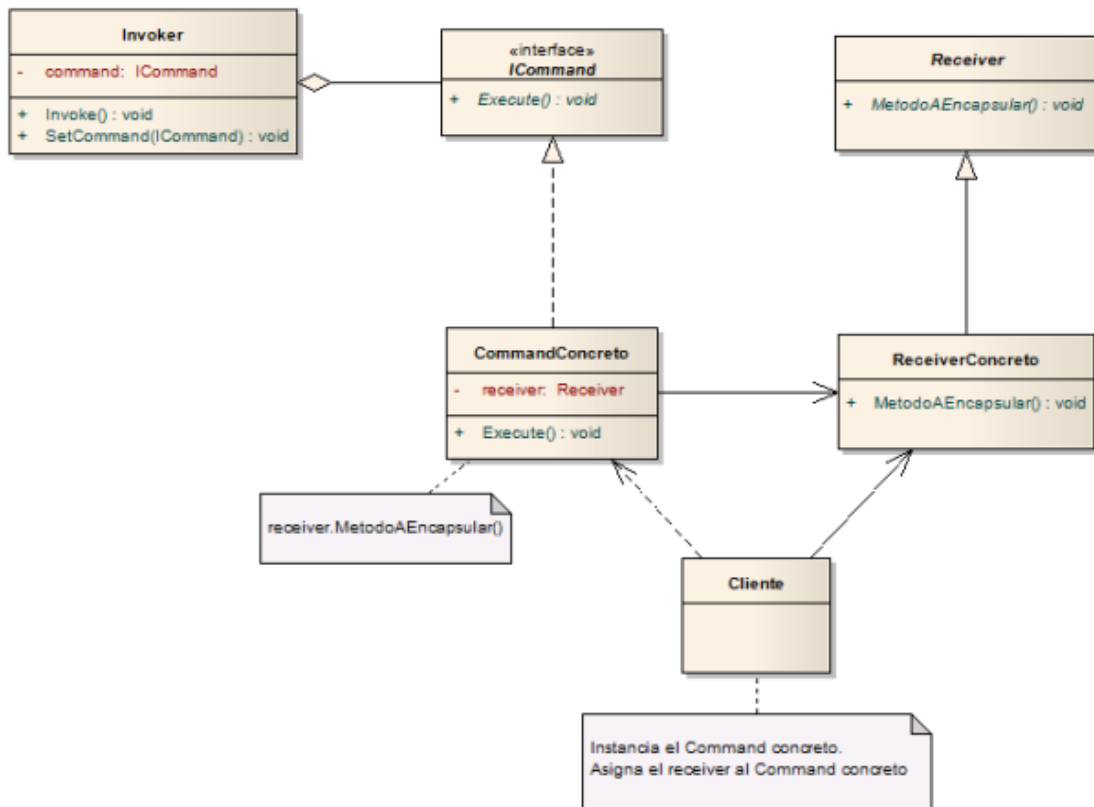 Invoker
- command: ICommand
+ Invoke() : void
+ SetCommand(ICommand) : void
«interface»
ICommand
+ Execute() : void
Receiver
+ MetodoAEncapsular() : void
CommandConcreto
- receiver: Receiver
+ Execute() : void
ReceiverConcreto
+ MetodoAEncapsular() : void
receiver.MetodoAEncapsular()
Cliente
Instancia el Command concreto.
Asigna el receiver al Command concreto